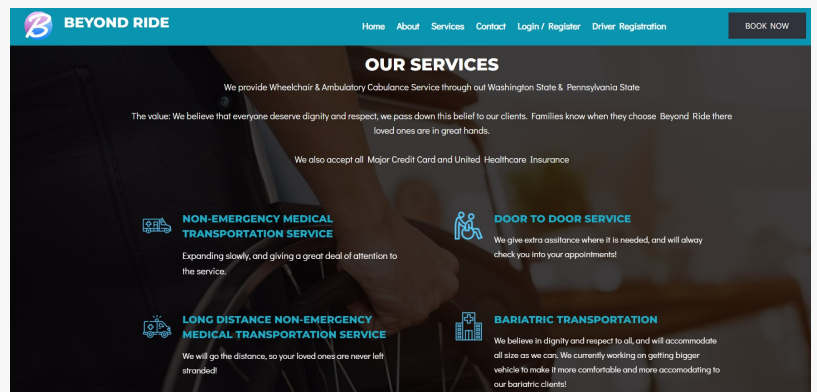 BEYOND RIDE
Home About Services Contact Login / Register Driver Registration
BOOK NOW
OUR SERVICES
We provide Wheelchair & Ambulatory Cabulance Service through out Washington State & Pennsylvania State
The value: We believe that everyone deserve dignity and respect, we pass down this belief to our clients. Families know when they choose Beyond Ride there
loved ones are in great hands.
We also accept all Major Credit Card and United Healthcare Insurance
NON-EMERGENCY MEDICAL
TRANSPORTATION SERVICE
Expanding slowly, and giving a great deal of attention to
the service.
DOOR TO DOOR SERVICE
We give extra assitance where it is needed, and will alway
check you into your appointments!
LONG DISTANCE NON-EMERGENCY
MEDICAL TRANSPORTATION SERVICE
We will go the distance, so your loved ones are never left
stranded!
BARIATRIC TRANSPORTATION
We believe in dignity and respect to all, and will accommodate
all size as we can. We currently working on getting bigger
vehicle to make it more comfortable and more accomodating to
our bariatric clients!